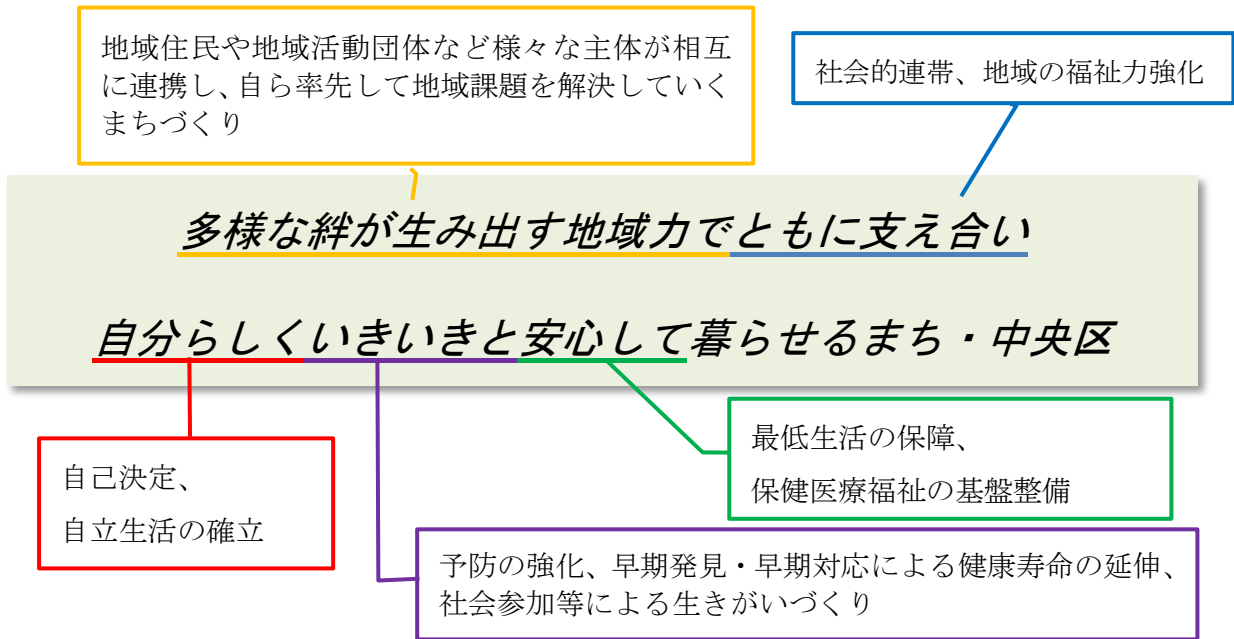 地域住民や地域活動団体など様々な主体が相互
に連携し、自ら率先して地域課題を解決していく
まちづくり
社会的連帯、地域の福祉力強化
多様な絆が生み出す地域力でともに支え合い
自分らしくいきいきと安心して暮らせるまち・中央区
自己決定、
自立生活の確立
最低生活の保障、
保健医療福祉の基盤整備
予防の強化、早期発見・早期対応による健康寿命の延伸、
社会参加等による生きがいづくり